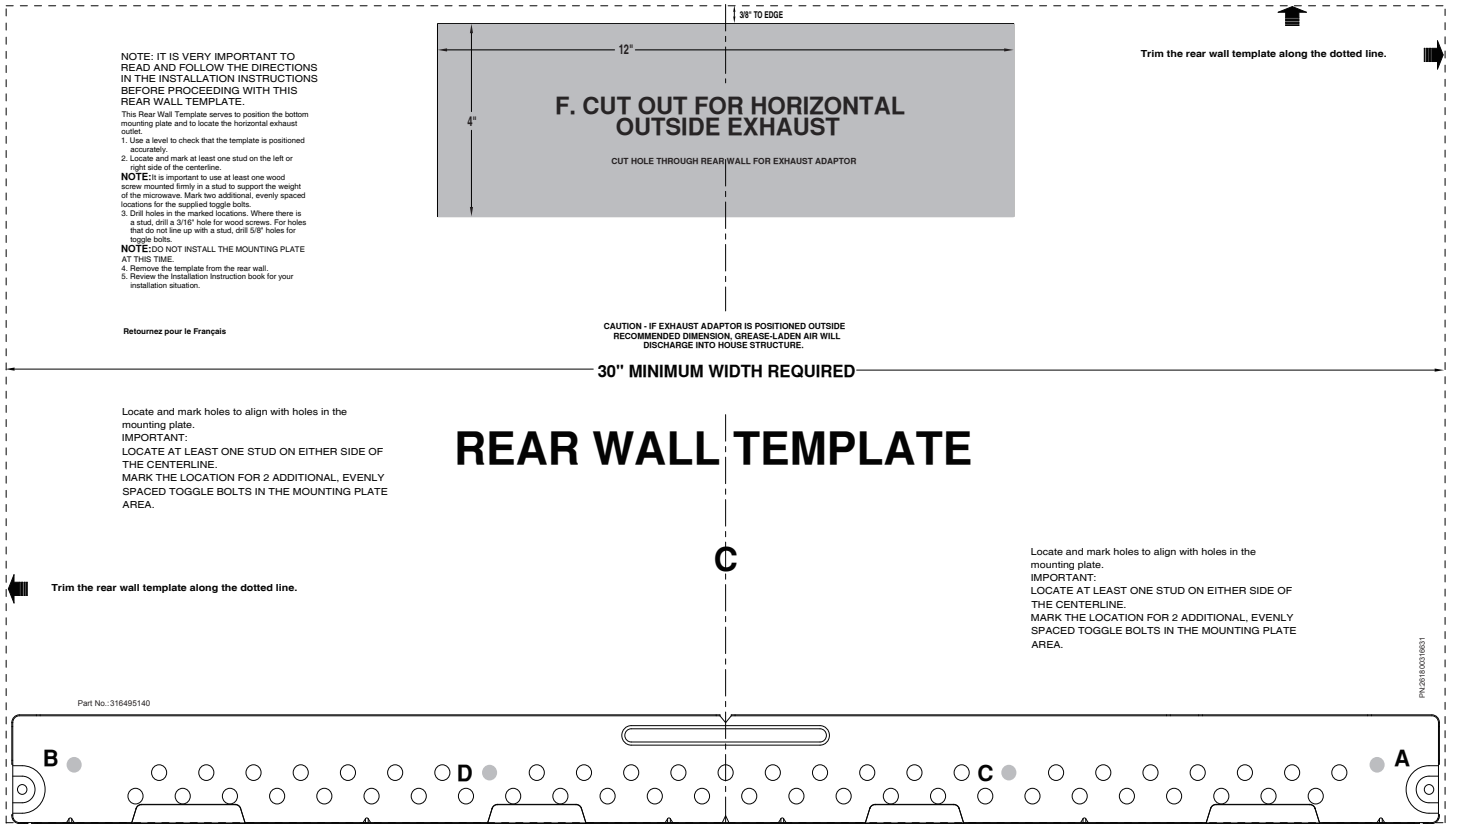 3/8" TO EDGE
12"
4"
F. CUT OUT FOR HORIZONTAL
OUTSIDE EXHAUST
CUT HOLE THROUGH REAR WALL FOR EXHAUST ADAPTOR
Trim the rear wall template along the dotted line.
NOTE: IT IS VERY IMPORTANT TO
READ AND FOLLOW THE DIRECTIONS
IN THE INSTALLATION INSTRUCTIONS
BEFORE PROCEEDING WITH THIS
REAR WALL TEMPLATE.
This Rear Wall Template serves to position the bottom
mounting plate and to locate the horizontal exhaust
outlet.
1. Use a level to check that the template is positioned
accurately.
2. Locate and mark at least one stud on the left or
right side of the centerline.
NOTE:It is important to use at least one wood
screw mounted firmly in a stud to support the weight
of the microwave. Mark two additional, evenly spaced
locations for the supplied toggle bolts.
3. Drill holes in the marked locations. Where there is
a stud, drill a 3/16" hole for wood screws. For holes
that do not line up with a stud, drill 5/8" holes for
toggle bolts.
NOTE:DO NOT INSTALL THE MOUNTING PLATE
AT THIS TIME.
4. Remove the template from the rear wall.
5. Review the Installation Instruction book for your
installation situation.
Retournez pour le Français
CAUTION - IF EXHAUST ADAPTOR IS POSITIONED OUTSIDE
RECOMMENDED DIMENSION, GREASE-LADEN AIR WILL
DISCHARGE INTO HOUSE STRUCTURE.
30" MINIMUM WIDTH REQUIRED
Locate and mark holes to align with holes in the
mounting plate.
IMPORTANT:
LOCATE AT LEAST ONE STUD ON EITHER SIDE OF
THE CENTERLINE.
MARK THE LOCATION FOR 2 ADDITIONAL, EVENLY
SPACED TOGGLE BOLTS IN THE MOUNTING PLATE
AREA.
REAR WALL TEMPLATE
C
Locate and mark holes to align with holes in the
mounting plate.
IMPORTANT:
LOCATE AT LEAST ONE STUD ON EITHER SIDE OF
THE CENTERLINE.
MARK THE LOCATION FOR 2 ADDITIONAL, EVENLY
SPACED TOGGLE BOLTS IN THE MOUNTING PLATE
AREA.
Trim the rear wall template along the dotted line.
PN:261800316631
Part No.:316495140
B
D
C
A